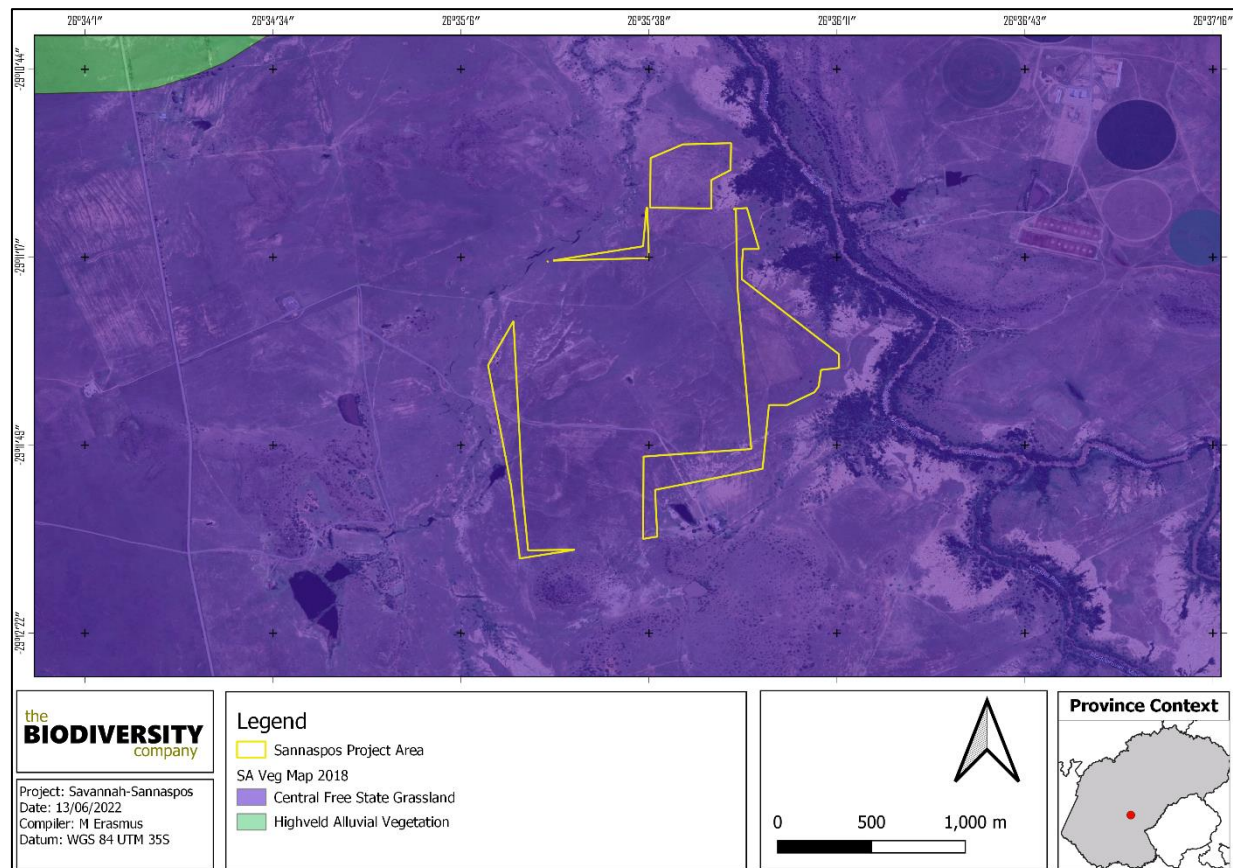 26°34'1" 26°34'34" 26°35'6" 26°35'38" 26°36'11" 26°36'43" 26°37'16"
-29°10'44"
-29°11'17"
-29°11'49"
-29°12'22"
the
BIODIVERSITY
company
Project: Savannah-Sannaspos
Date: 13/06/2022
Compiler: M Erasmus
Datum: WGS 84 UTM 35S
Legend
Sannaspos Project Area
SA Veg Map 2018
Central Free State Grassland
Highveld Alluvial Vegetation
0 500 1,000 m
Province Context